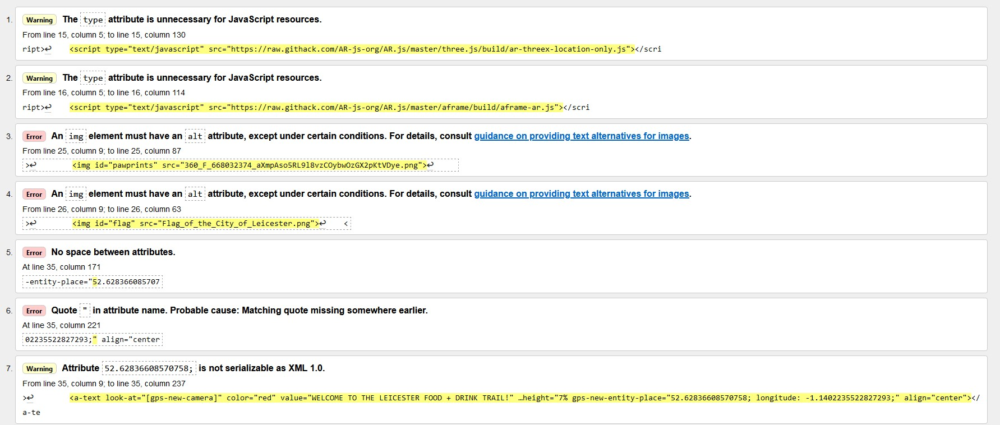 1. Warning The type attribute is unnecessary for JavaScript resources.
From line 15, column 5; to line 15, column 130
ript>↩ <script type="text/javascript" src="https://raw.githack.com/AR-js-org/AR.js/master/three.js/build/ar-threex-location-only.js"></scri
2. Warning The type attribute is unnecessary for JavaScript resources.
From line 16, column 5; to line 16, column 114
ript>↩ <script type="text/javascript" src="https://raw.githack.com/AR-js-org/AR.js/master/aframe/build/aframe-ar.js"></scri
3. Error An img element must have an alt attribute, except under certain conditions. For details, consult guidance on providing text alternatives for images.
From line 25, column 9; to line 25, column 87
>↩ <img id="pawprints" src="360_F_668032374_aXmpAso5RL9l8vzCOybwOzGX2pKtVDye.png">↩
4. Error An img element must have an alt attribute, except under certain conditions. For details, consult guidance on providing text alternatives for images.
From line 26, column 9; to line 26, column 63
>↩ <img id="flag" src="Flag_of_the_City_of_Leicester.png">↩ <
5. Error No space between attributes.
At line 35, column 171
-entity-place="52.628366085707
6. Error Quote " in attribute name. Probable cause: Matching quote missing somewhere earlier.
At line 35, column 221
02235522827293;" align="center
7. Warning Attribute 52.62836608570758; is not serializable as XML 1.0.
From line 35, column 9; to line 35, column 237
>↩ <a-text look-at="[gps-new-camera]" color="red" value="WELCOME TO THE LEICESTER FOOD + DRINK TRAIL!" …height="7% gps-new-entity-place="52.62836608570758; longitude: -1.1402235522827293;" align="center"></
a-te